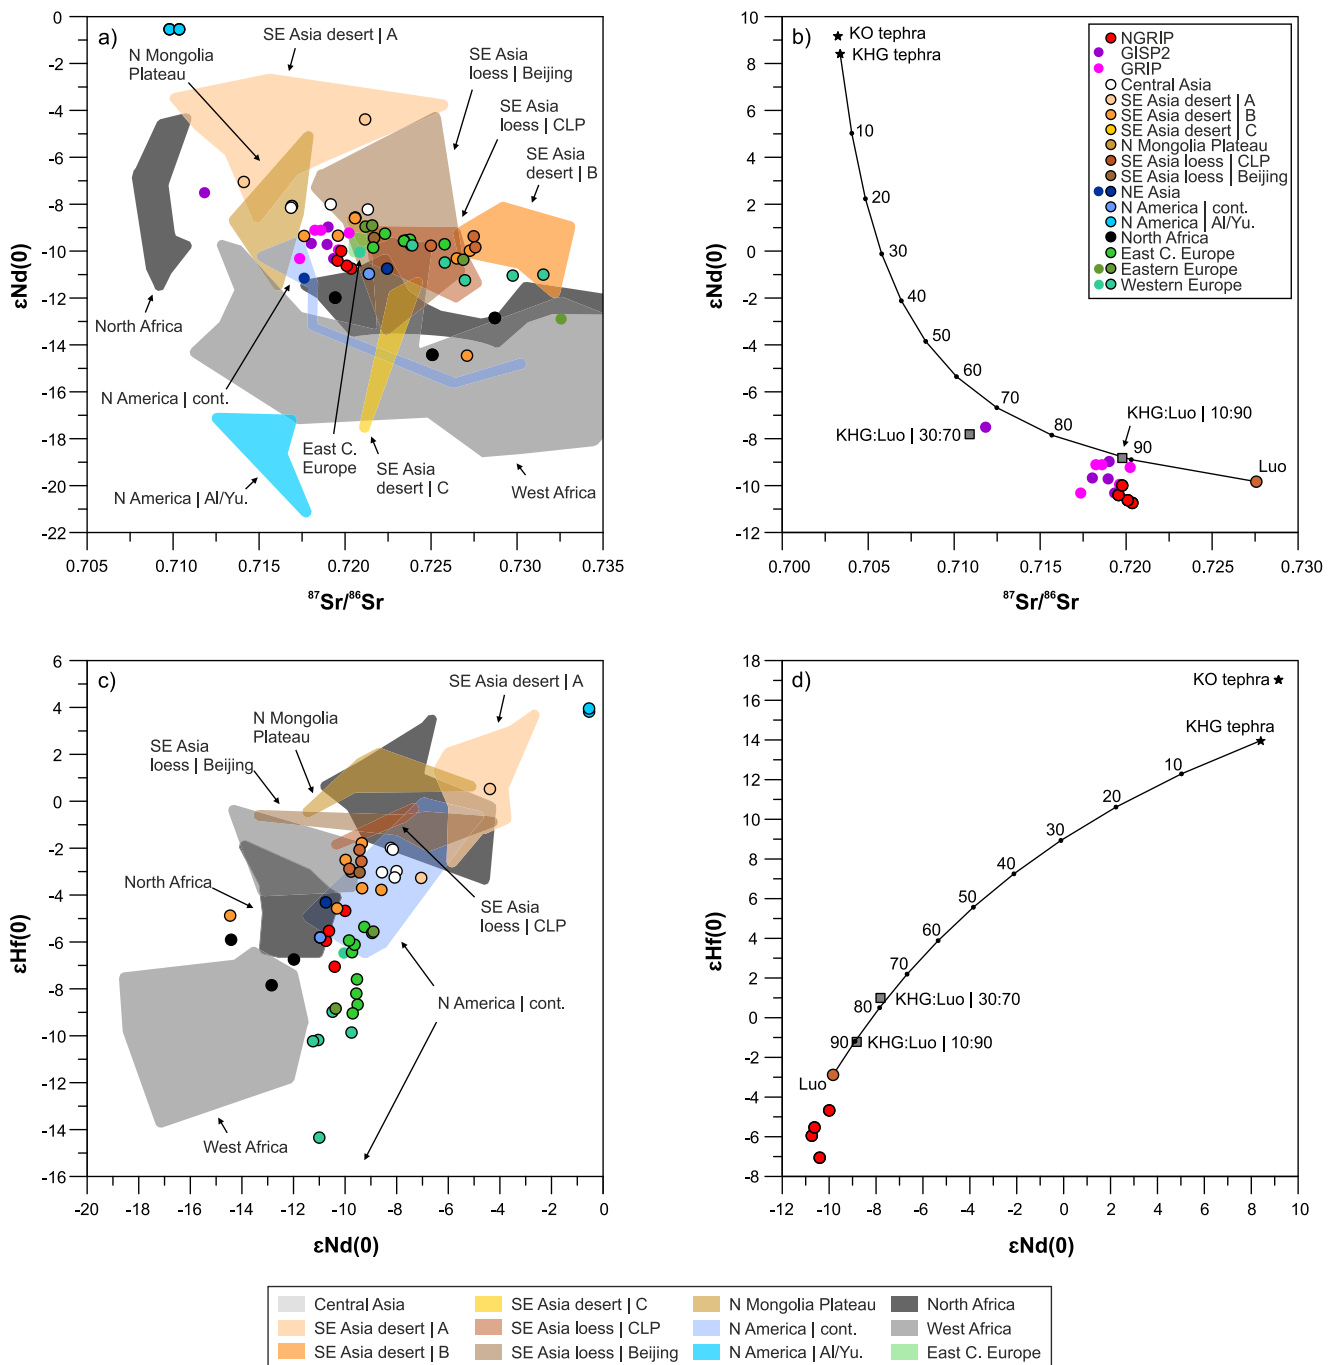 a)
SE Asia desert | A
N Mongolia
Plateau
SE Asia
loess | Beijing
SE Asia
loess | CLP
SE Asia
desert | B
North Africa
N America | cont.
N America | Al/Yu.
East C.
Europe
SE Asia
desert | C
West Africa
0
-2
-4
-6
-8
-10
-12
-14
-16
-18
-20
-22
εNd(0)
0.705 0.710 0.715 0.720 0.725 0.730 0.735
⁸⁷Sr/⁸⁶Sr
b)
KO tephra
KHG tephra
10
20
30
40
50
60
70
80
90
KHG:Luo | 30:70
KHG:Luo | 10:90
Luo
NGRIP
GISP2
GRIP
Central Asia
SE Asia desert | A
SE Asia desert | B
SE Asia desert | C
N Mongolia Plateau
SE Asia loess | CLP
SE Asia loess | Beijing
NE Asia
N America | cont.
N America | Al/Yu.
North Africa
East C. Europe
Eastern Europe
Western Europe
10
8
6
4
2
0
-2
-4
-6
-8
-10
-12
εNd(0)
0.700 0.705 0.710 0.715 0.720 0.725 0.730
⁸⁷Sr/⁸⁶Sr
c)
SE Asia desert | A
N Mongolia
Plateau
SE Asia
loess | Beijing
North Africa
SE Asia
loess | CLP
N America | cont.
West Africa
6
4
2
0
-2
-4
-6
-8
-10
-12
-14
-16
εHf(0)
-20 -18 -16 -14 -12 -10 -8 -6 -4 -2 0
εNd(0)
d)
KO tephra
KHG tephra
10
20
30
40
50
60
70
80
90
KHG:Luo | 30:70
KHG:Luo | 10:90
Luo
18
16
14
12
10
8
6
4
2
0
-2
-4
-6
-8
εHf(0)
-12 -10 -8 -6 -4 -2 0 2 4 6 8 10
εNd(0)
Central Asia SE Asia desert | C N Mongolia Plateau North Africa
SE Asia desert | A SE Asia loess | CLP N America | cont. West Africa
SE Asia desert | B SE Asia loess | Beijing N America | Al/Yu. East C. Europe